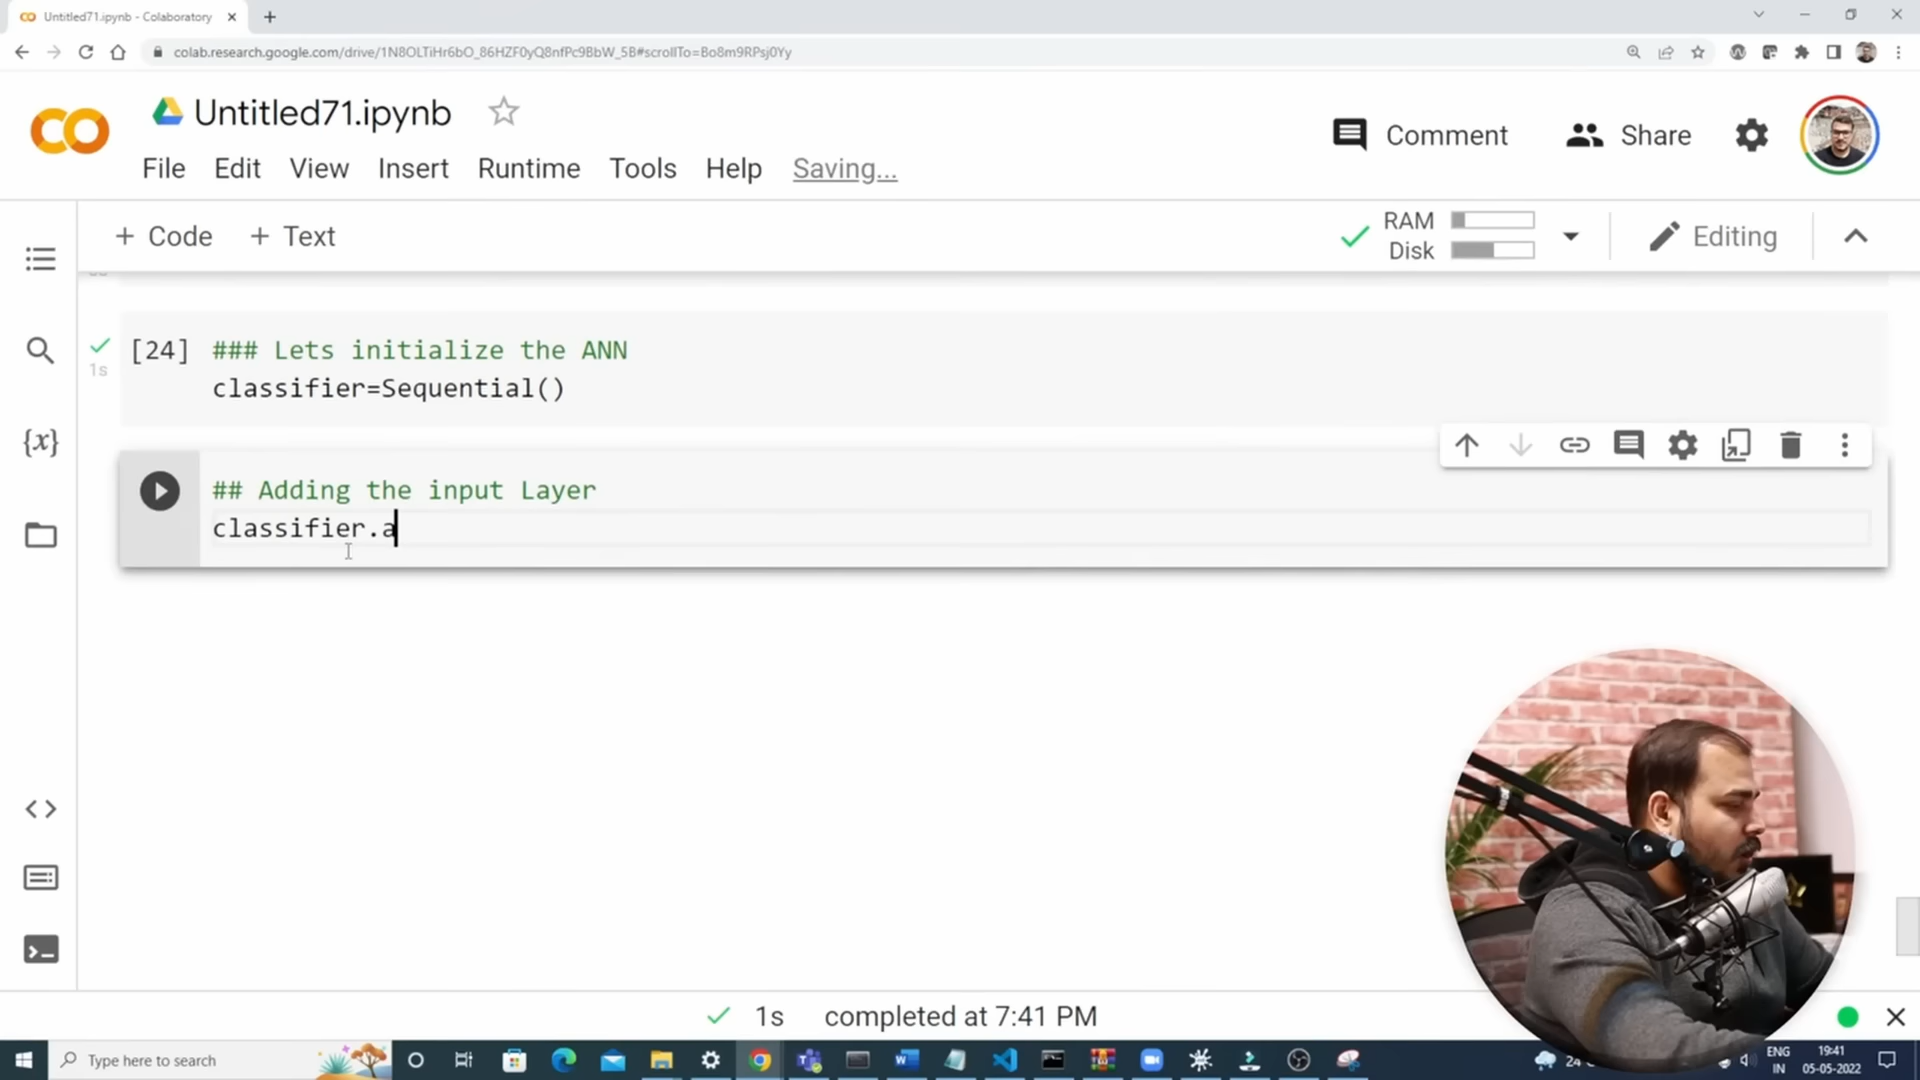 Untitled71.ipynb - Colaboratory
colab.research.google.com/drive/1N8OLTiHr6bO_86HZF0yQ8nfPc9BbW_5B#scrollTo=Bo8m9RPsj0Yy
CO
Untitled71.ipynb
Comment
Share
File Edit View Insert Runtime Tools Help Saving...
+ Code + Text
RAM
Disk
Editing
[24] ### Lets initialize the ANN
1s
classifier=Sequential()
## Adding the input Layer
classifier.a
{x}
1s completed at 7:41 PM
Type here to search
24
ENG
IN
19:41
05-05-2022